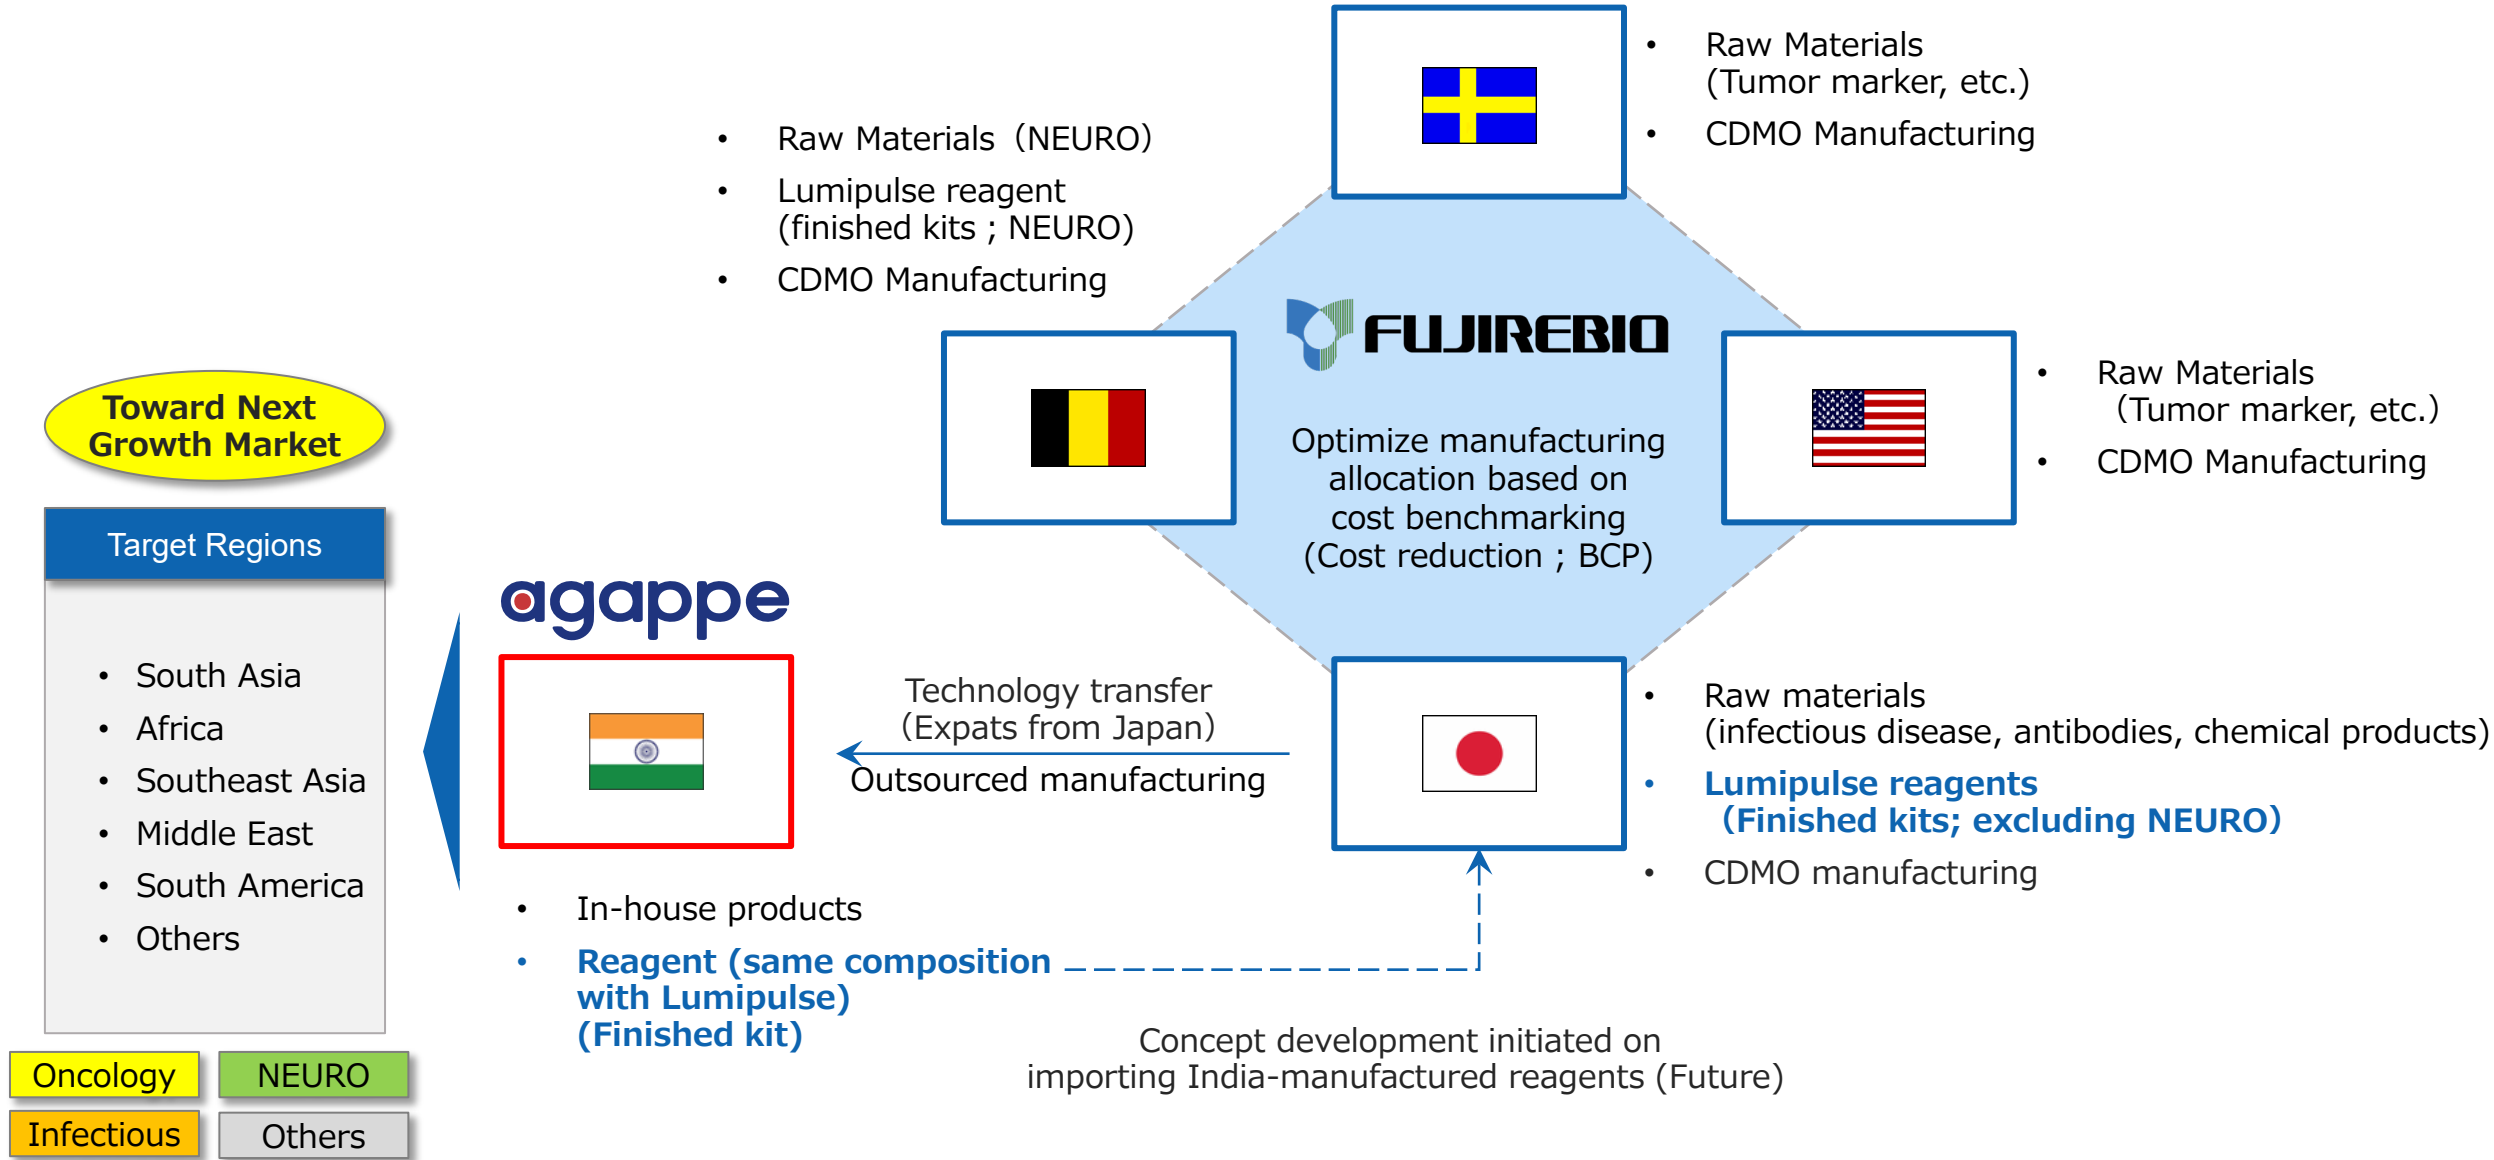 • Raw Materials
(Tumor marker, etc.)
• CDMO Manufacturing
• Raw Materials（NEURO）
• Lumipulse reagent
(finished kits ; NEURO)
• CDMO Manufacturing
FUJIREBIO
Optimize manufacturing
allocation based on
cost benchmarking
(Cost reduction ; BCP)
• Raw Materials
（Tumor marker, etc.）
• CDMO Manufacturing
Toward Next
Growth Market
Target Regions
• South Asia
• Africa
• Southeast Asia
• Middle East
• South America
• Others
agappe
Technology transfer
（Expats from Japan）
Outsourced manufacturing
• Raw materials
(infectious disease, antibodies, chemical products)
• Lumipulse reagents
（Finished kits; excluding NEURO）
• CDMO manufacturing
• In-house products
• Reagent (same composition
with Lumipulse)
(Finished kit)
Concept development initiated on
importing India-manufactured reagents (Future)
Oncology
NEURO
Infectious
Others